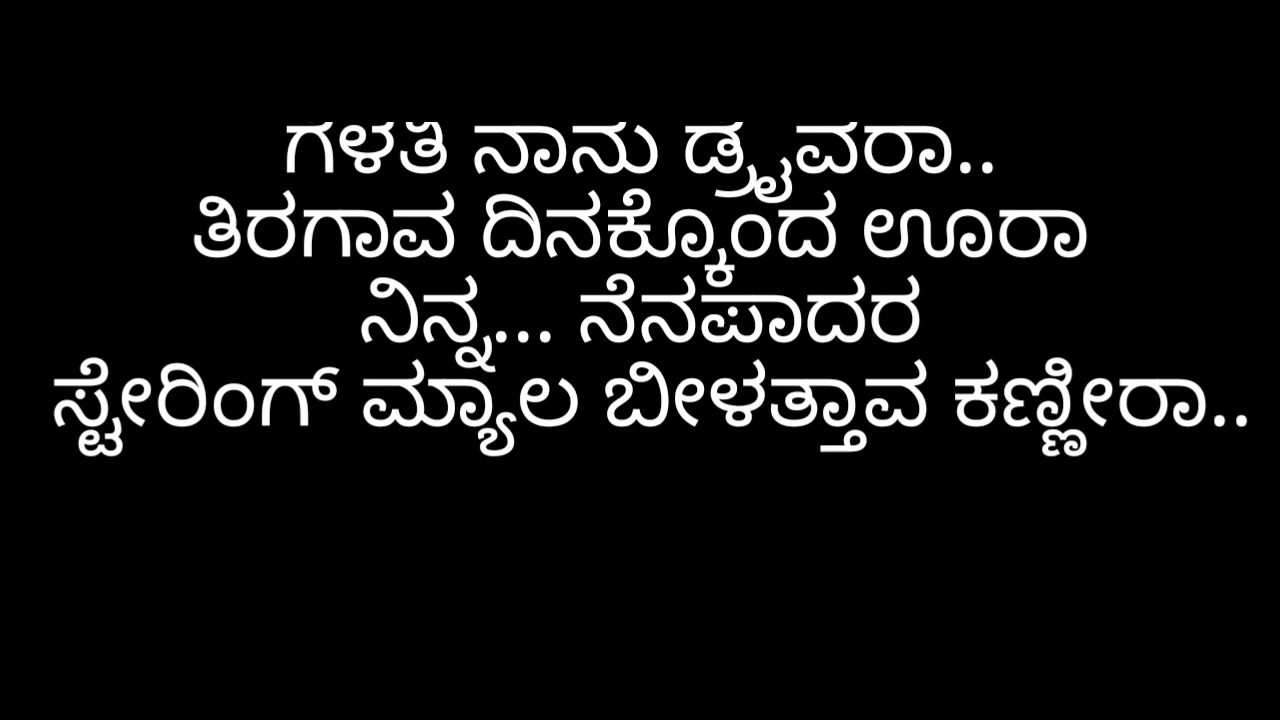 ಗೆಳತಿ ನಾನು ಡ್ರೈವರಾ..
ತಿರಗಾವ ದಿನಕ್ಕೊಂದ ಊರಾ
ನಿನ್ನ... ನೆನಪಾದರ
ಸ್ಟೇರಿಂಗ್ ಮ್ಯಾಲ ಬೀಳತ್ತಾವ ಕಣ್ಣೀರಾ..